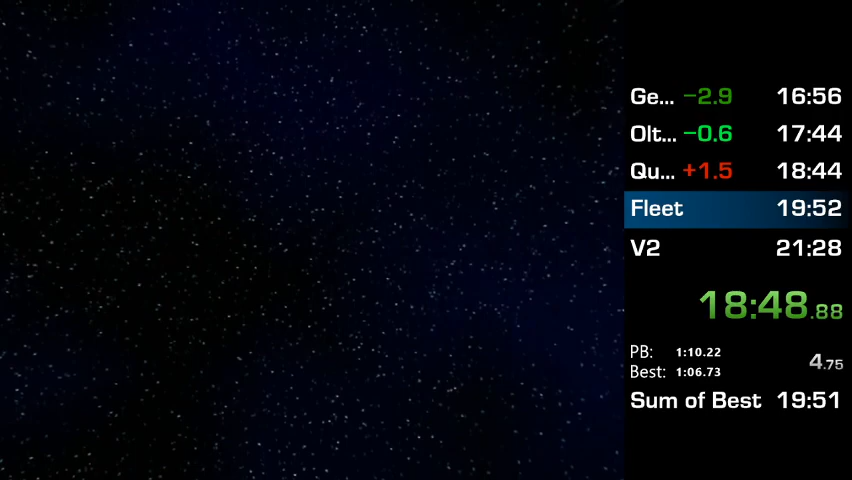 Ge... −2.9 16:56
Olt... −0.6 17:44
Qu... +1.5 18:44
Fleet 19:52
V2 21:28
18:48.88
PB: 1:10.22
4.75
Best: 1:06.73
Sum of Best 19:51